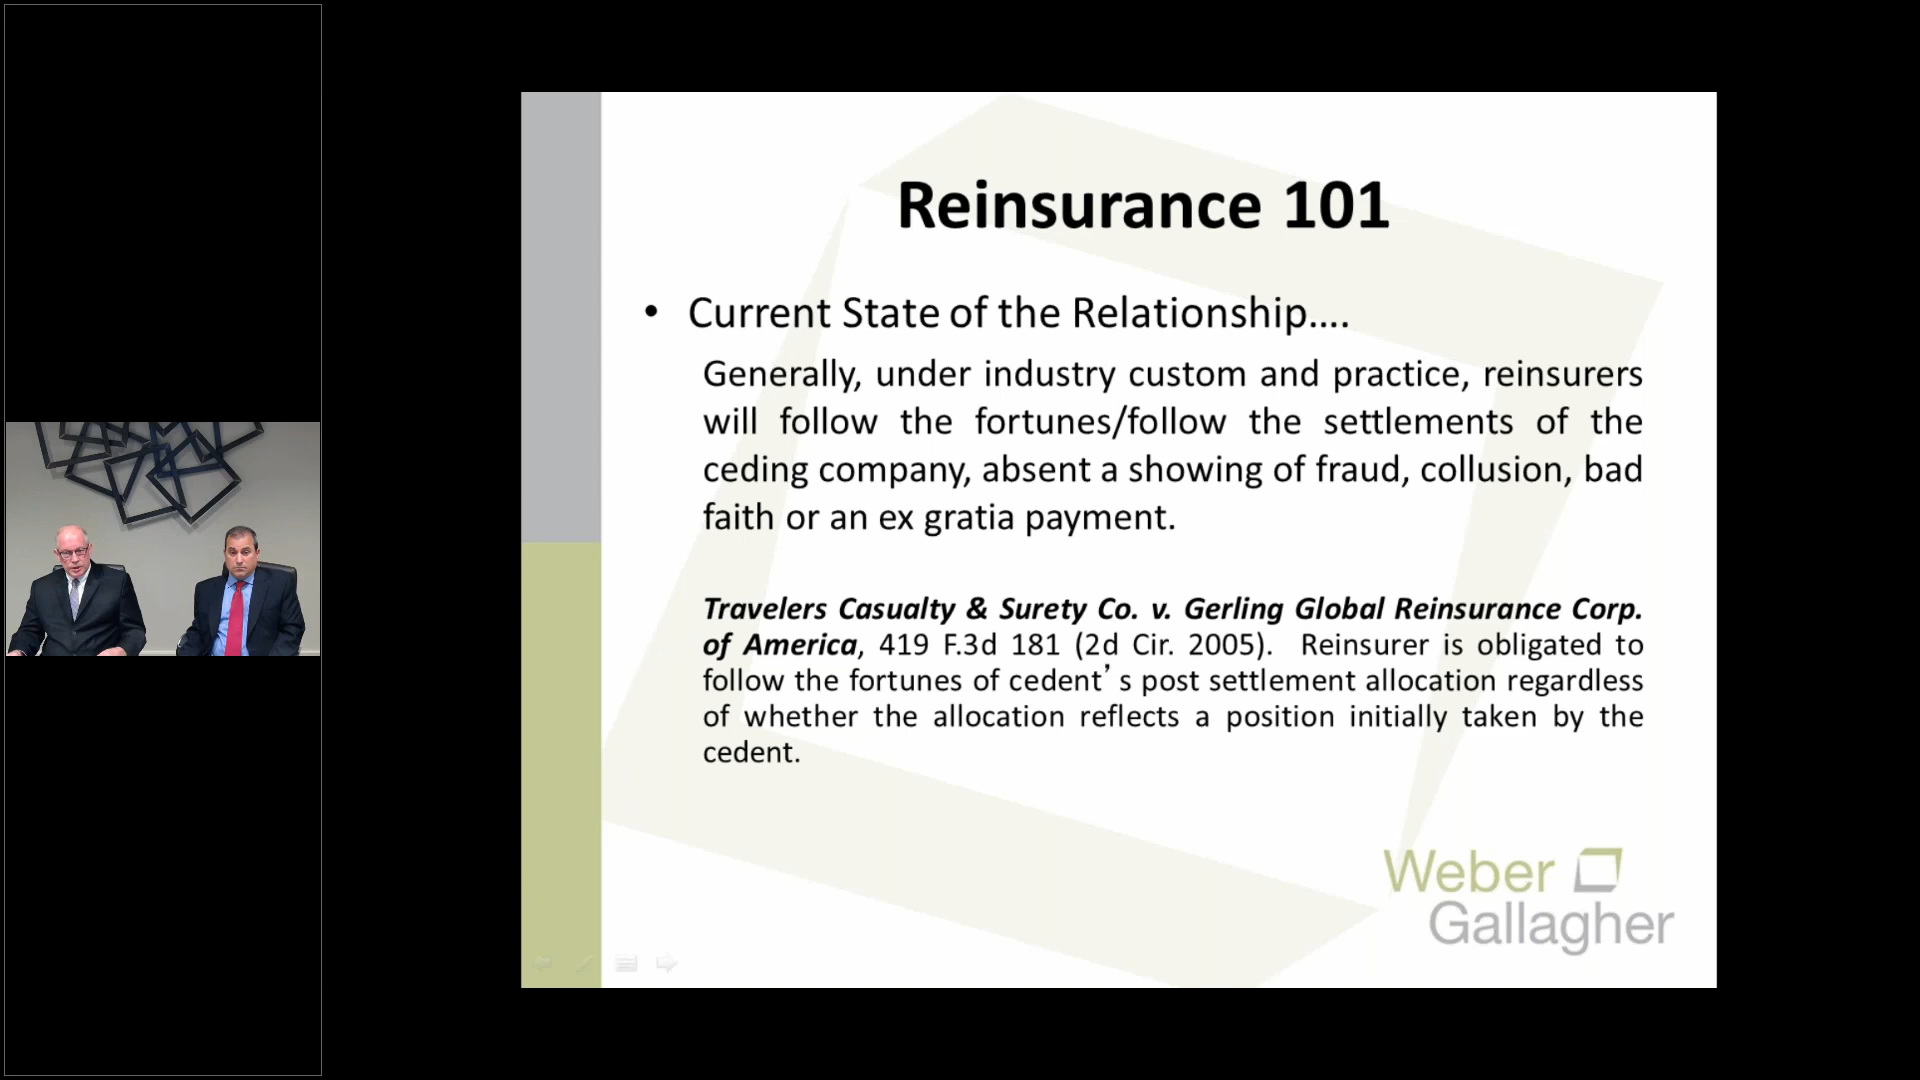 Reinsurance 101
• Current State of the Relationship....
Generally, under industry custom and practice, reinsurers
will follow the fortunes/follow the settlements of the
ceding company, absent a showing of fraud, collusion, bad
faith or an ex gratia payment.
Travelers Casualty & Surety Co. v. Gerling Global Reinsurance Corp.
of America, 419 F.3d 181 (2d Cir. 2005). Reinsurer is obligated to
follow the fortunes of cedent’s post settlement allocation regardless
of whether the allocation reflects a position initially taken by the
cedent.
Weber
Gallagher